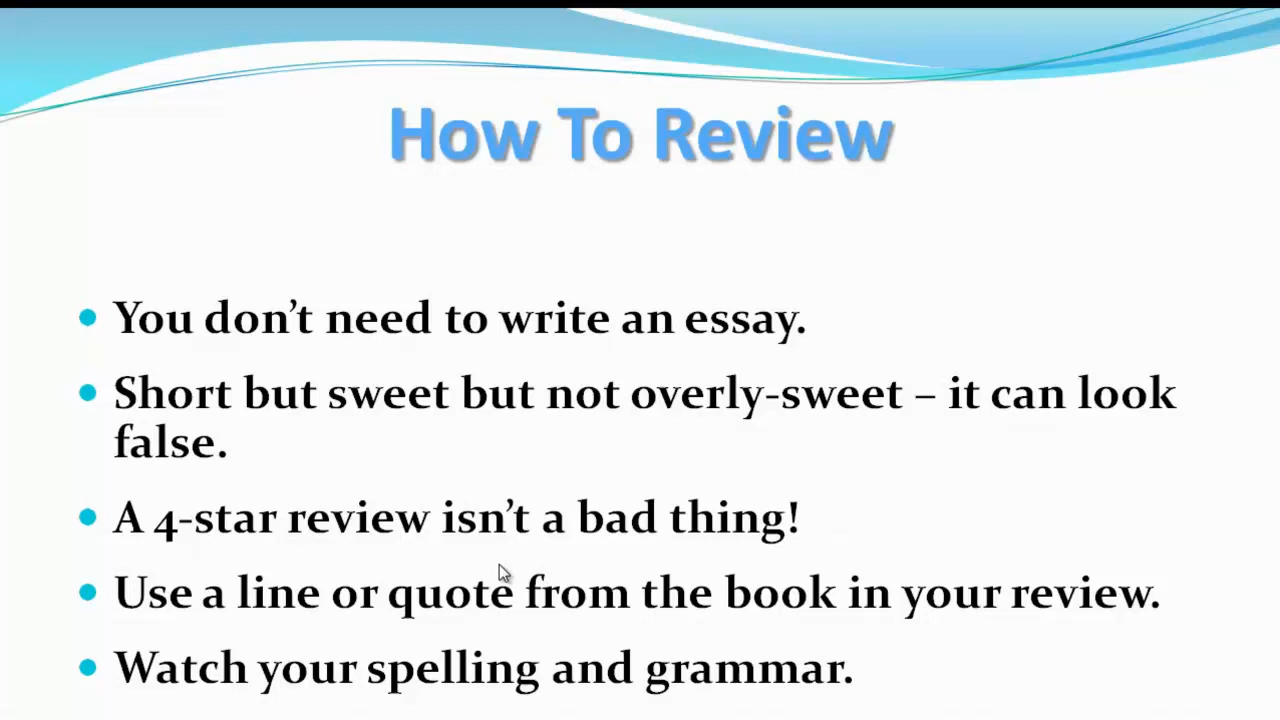 How To Review
• You don’t need to write an essay.
• Short but sweet but not overly-sweet – it can look
false.
• A 4-star review isn’t a bad thing!
• Use a line or quote from the book in your review.
• Watch your spelling and grammar.